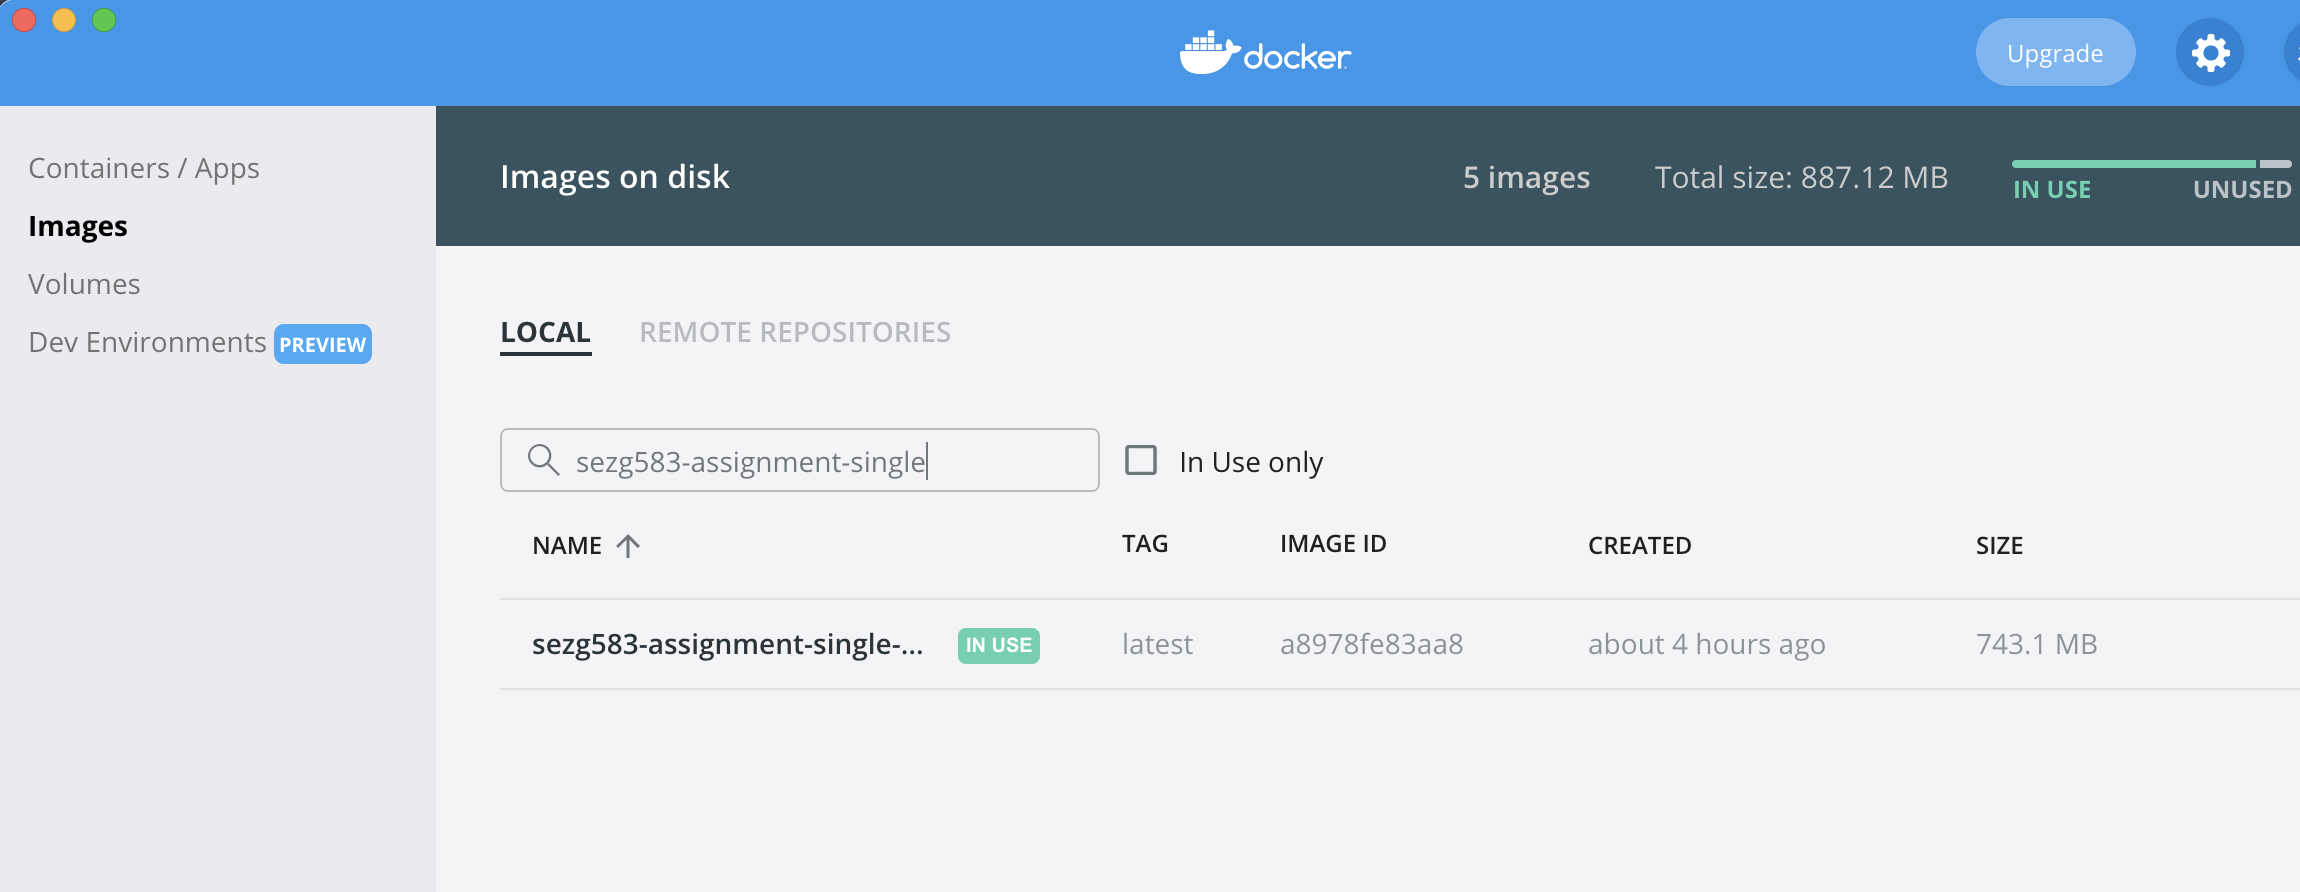 docker
Upgrade
Containers / Apps
Images
Volumes
Dev Environments PREVIEW
Images on disk
5 images
Total size: 887.12 MB
IN USE
UNUSED
LOCAL
REMOTE REPOSITORIES
sezg583-assignment-single
In Use only
NAME TAG IMAGE ID CREATED SIZE
sezg583-assignment-single-... IN USE latest a8978fe83aa8 about 4 hours ago 743.1 MB